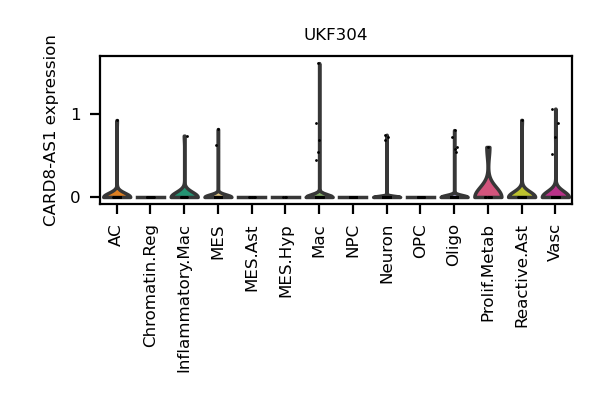 UKF304
CARD8-AS1 expression
1
0
AC
Chromatin.Reg
Inflammatory.Mac
MES
MES.Ast
MES.Hyp
Mac
NPC
Neuron
OPC
Oligo
Prolif.Metab
Reactive.Ast
Vasc